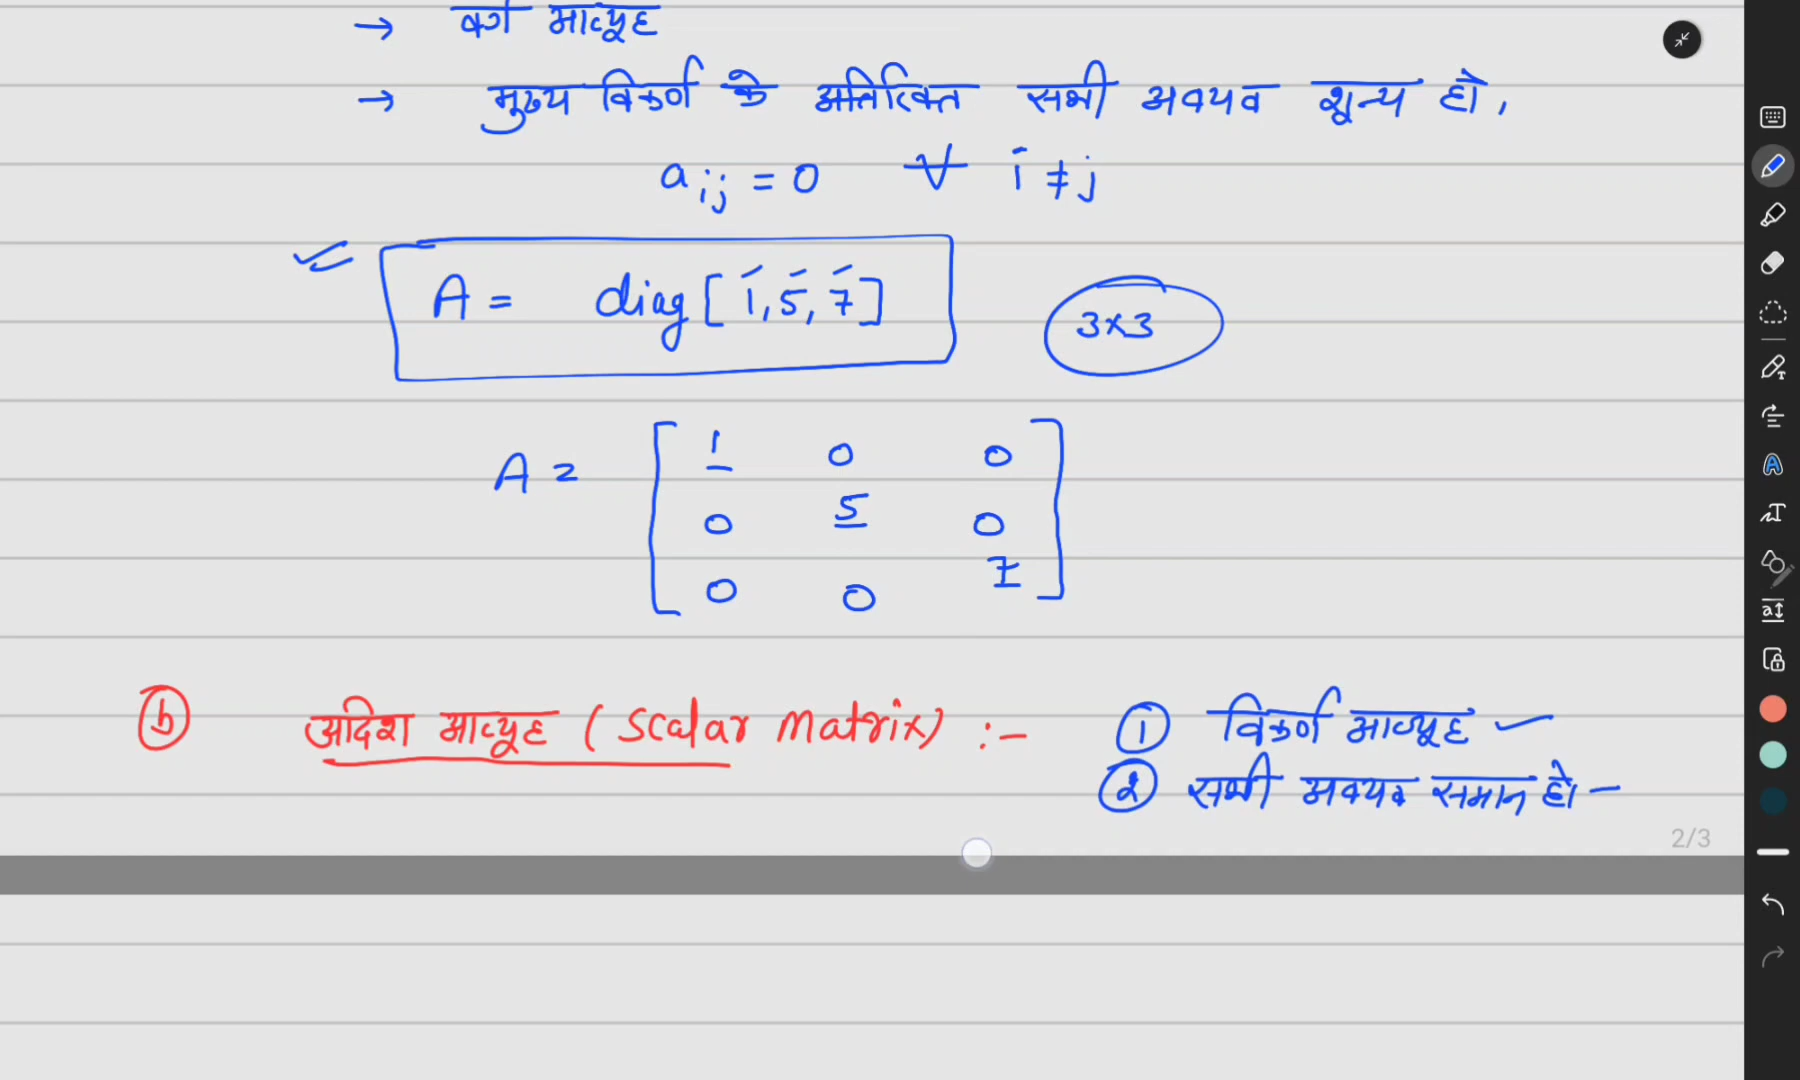 → वर्ग आव्यूह
→ मुख्य विकर्ण के अतिरिक्त सभी अवयव शून्य हो,
a i j = 0 ∀ i ≠ j
A = diag [ 1, 5, 7 ] 3×3
A = [ 1 0 0
0 5 0
0 0 7 ]
(b) अदिश आव्यूह ( Scalar Matrix) :- ① विकर्ण आव्यूह
② सभी अवयव समान हो -
2/3